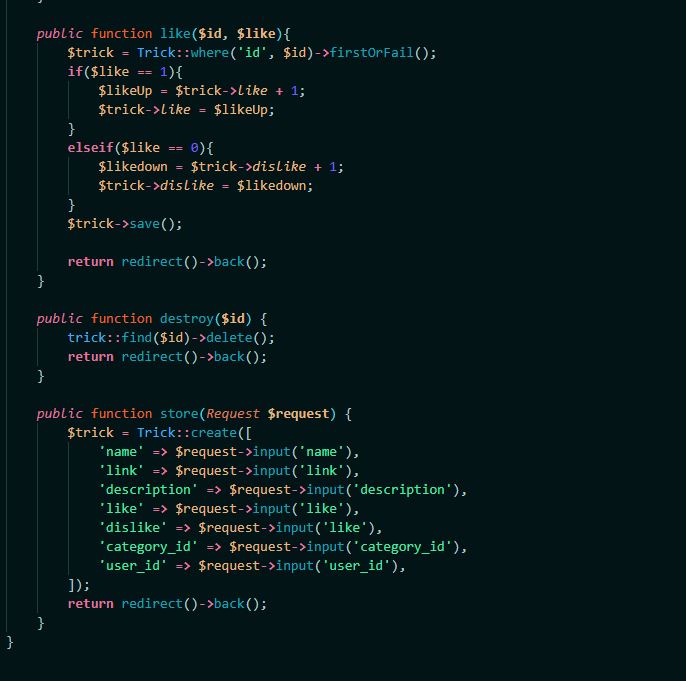 public function like($id, $like){
$trick = Trick::where('id', $id)->firstOrFail();
if($like == 1){
$likeUp = $trick->like + 1;
$trick->like = $likeUp;
}
elseif($like == 0){
$likedown = $trick->dislike + 1;
$trick->dislike = $likedown;
}
$trick->save();
return redirect()->back();
}
public function destroy($id) {
trick::find($id)->delete();
return redirect()->back();
}
public function store(Request $request) {
$trick = Trick::create([
'name' => $request->input('name'),
'link' => $request->input('link'),
'description' => $request->input('description'),
'like' => $request->input('like'),
'dislike' => $request->input('like'),
'category_id' => $request->input('category_id'),
'user_id' => $request->input('user_id'),
]);
return redirect()->back();
}
}